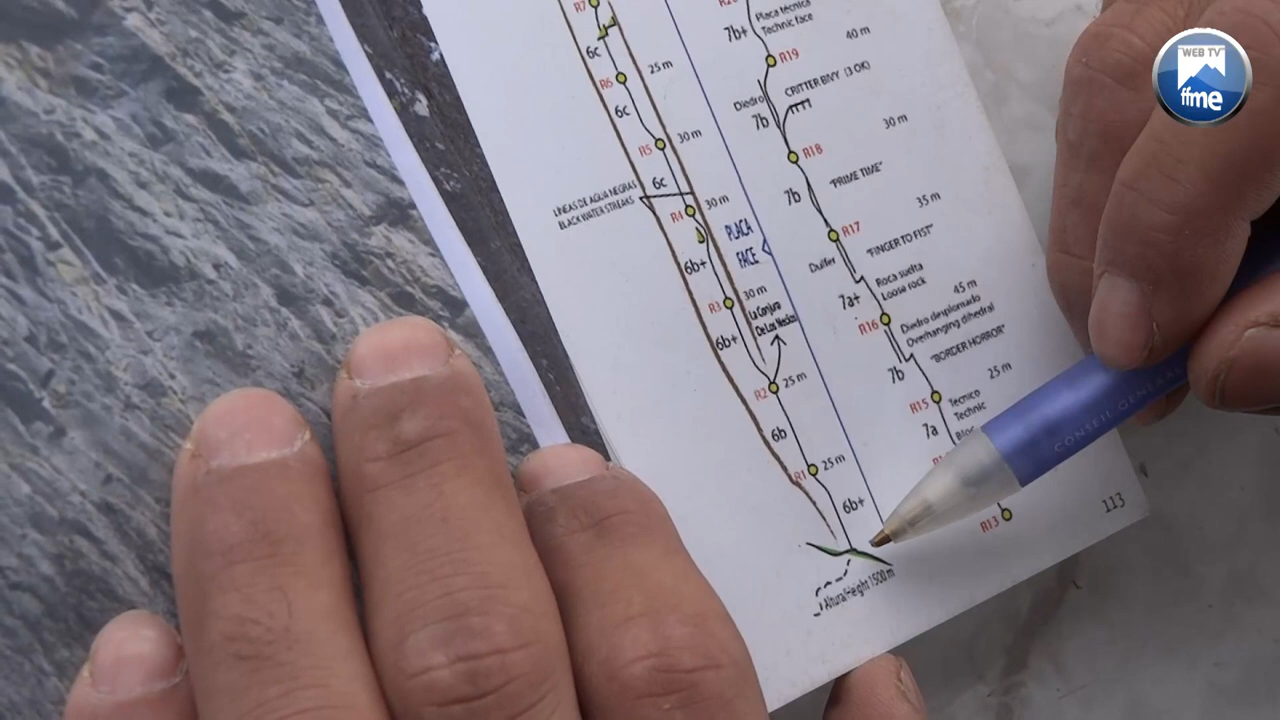 R7
6c
25 m
R6
6c
30 m
R5
6c
LINEAS DE AGUA NEGRAS
BLACK WATER STREAKS
30 m
R4
PLACA
FACE
6b+
30 m
R3
La Conjura
De Los Necios
6b+
25 m
R2
6b
25 m
R1
6b+
Altura/Height 1500 m
Placa técnica
Technic face
7b+
R19
40 m
CRITTER BIVY (3 OK)
Diedro
7b
30 m
R18
"PRIME TIME"
7b
35 m
R17
"FINGER TO FIST"
Dulfer
Roca suelta
Loose rock
7a+
45 m
R16
Diedro desplomado
Overhanging dihedral
"BORDER HORROR"
7b
25 m
R15
Técnico
Technic
7a
R13
113
CONSEIL GÉNÉRAL
WEB TV
ffme